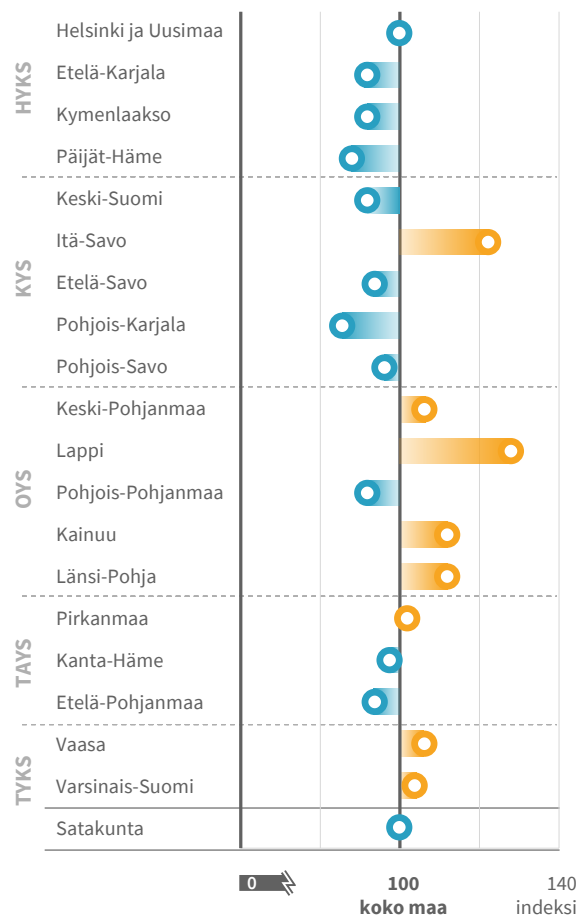 HYKS
Helsinki ja Uusimaa
Etelä-Karjala
Kymenlaakso
Päijät-Häme
KYS
Keski-Suomi
Itä-Savo
Etelä-Savo
Pohjois-Karjala
Pohjois-Savo
OYS
Keski-Pohjanmaa
Lappi
Pohjois-Pohjanmaa
Kainuu
Länsi-Pohja
TAYS
Pirkanmaa
Kanta-Häme
Etelä-Pohjanmaa
TYKS
Vaasa
Varsinais-Suomi
Satakunta
0 100 140
koko maa indeksi